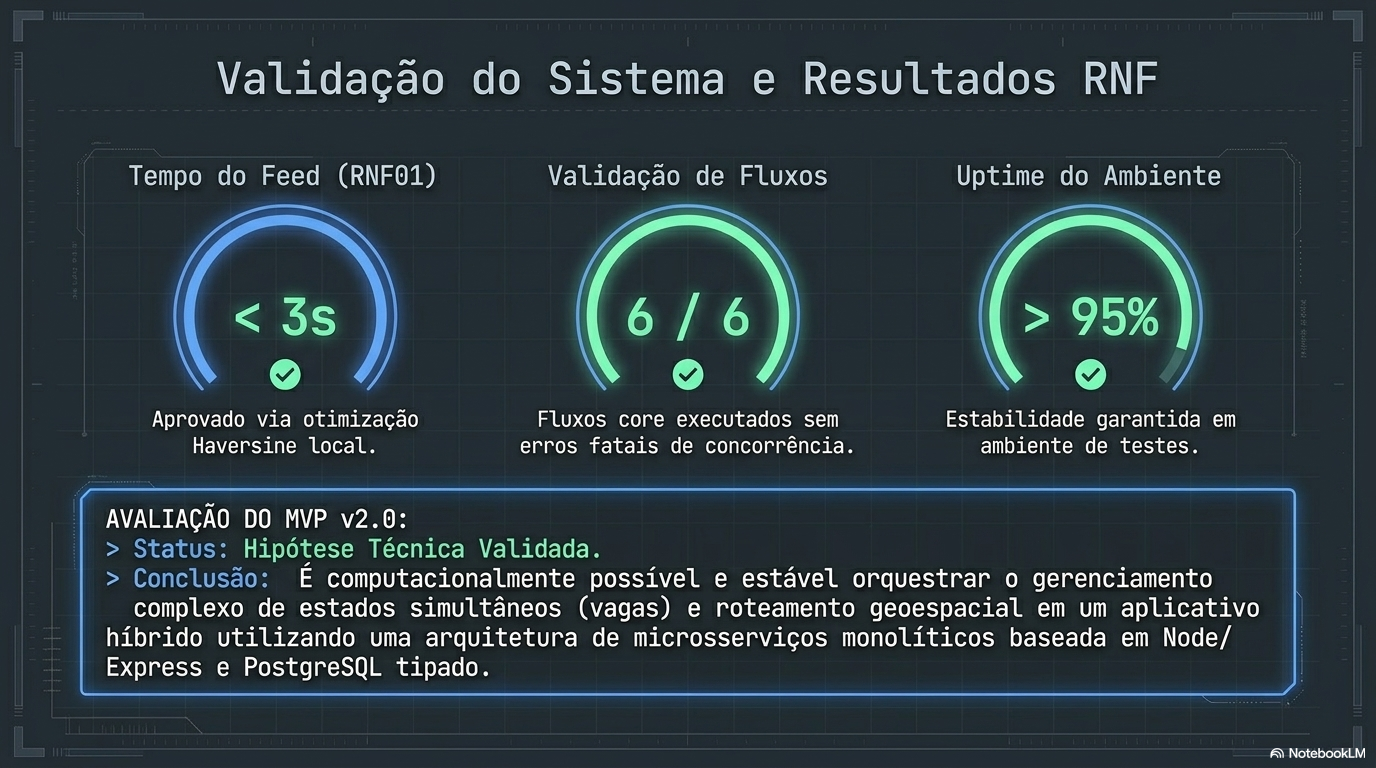 Validação do Sistema e Resultados RNF
Tempo do Feed (RNF01)
< 3s
Aprovado via otimização
Haversine local.
Validação de Fluxos
6 / 6
Fluxos core executados sem
erros fatais de concorrência.
Uptime do Ambiente
> 95%
Estabilidade garantida em
ambiente de testes.
AVALIAÇÃO DO MVP v2.0:
> Status: Hipótese Técnica Validada.
> Conclusão: É computacionalmente possível e estável orquestrar o gerenciamento
complexo de estados simultâneos (vagas) e roteamento geoespacial em um aplicativo
híbrido utilizando uma arquitetura de microsserviços monolíticos baseada em Node/
Express e PostgreSQL tipado.
NotebookLM